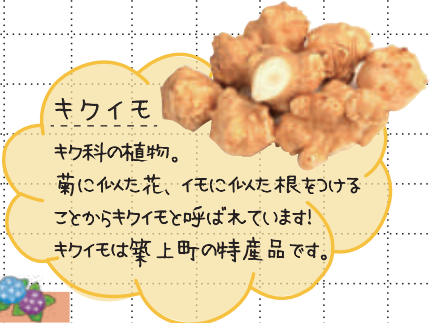 キクイモ
キク科の植物。
菊に似た花、イモに似た根をつける
ことからキクイモと呼ばれています!
キクイモは築上町の特産品です。